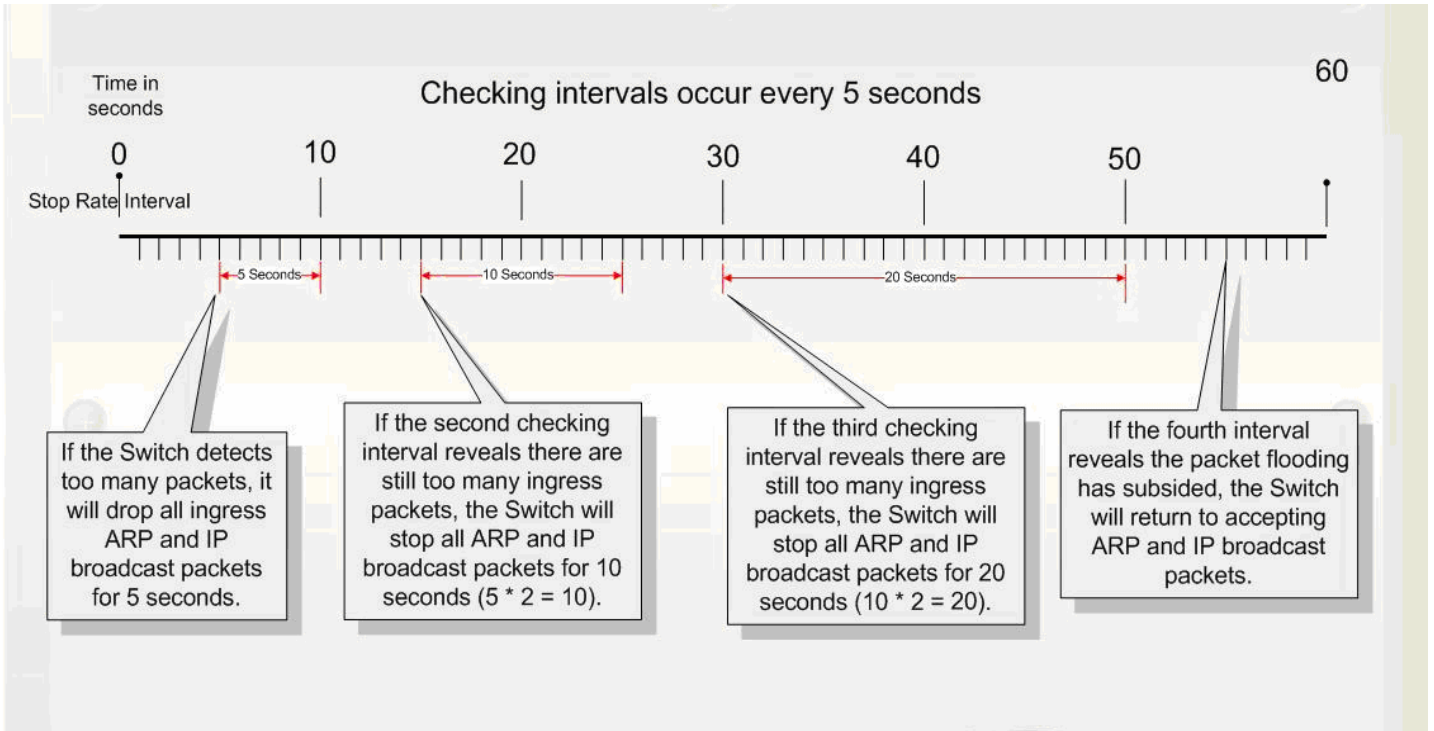 Time in
seconds
Checking intervals occur every 5 seconds
60
0
10
20
30
40
50
Stop Rate Interval
5 Seconds
10 Seconds
20 Seconds
If the Switch detects
too many packets, it
will drop all ingress
ARP and IP
broadcast packets
for 5 seconds.
If the second checking
interval reveals there are
still too many ingress
packets, the Switch will
stop all ARP and IP
broadcast packets for 10
seconds (5 * 2 = 10).
If the third checking
interval reveals there are
still too many ingress
packets, the Switch will
stop all ARP and IP
broadcast packets for 20
seconds (10 * 2 = 20).
If the fourth interval
reveals the packet flooding
has subsided, the Switch
will return to accepting
ARP and IP broadcast
packets.